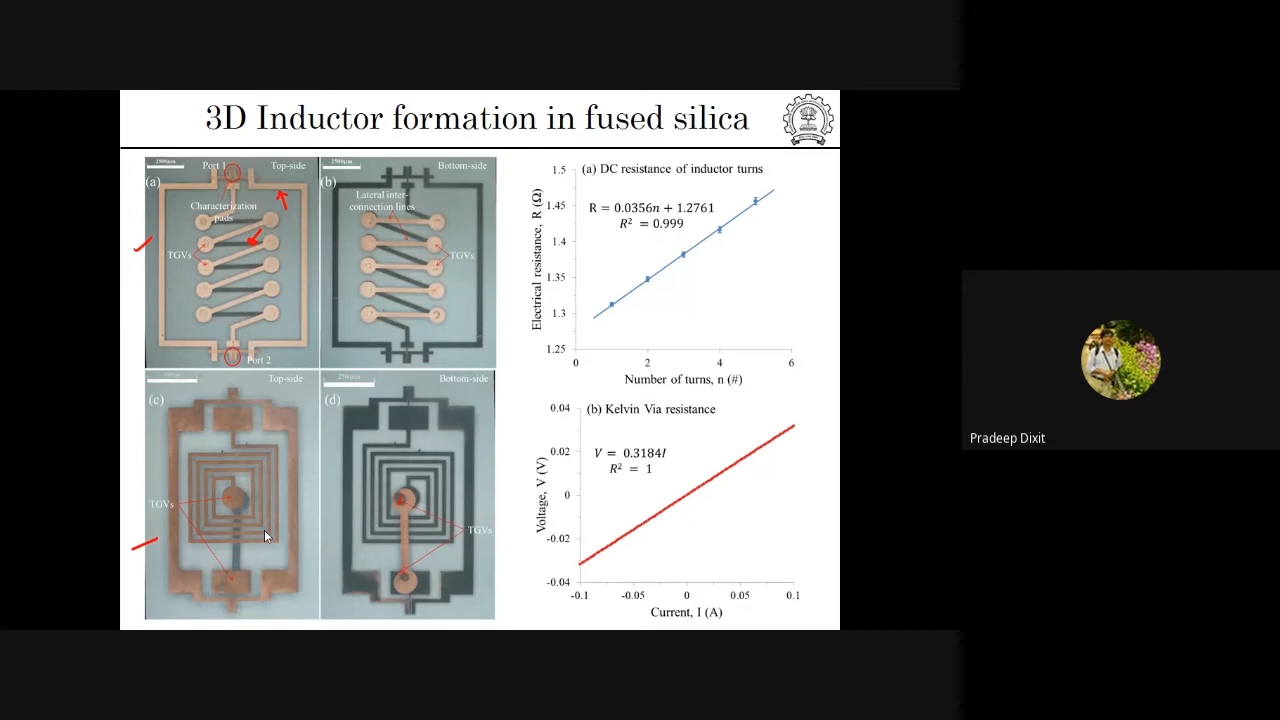 3D Inductor formation in fused silica
2500μm
Port 1
Top-side
(a)
Characterization
pads
TGVs
Port 2
2500μm
Bottom-side
(b)
Lateral inter-
connection lines
TGVs
Top-side
(c)
TGVs
2500μm
Bottom-side
(d)
TGVs
(a) DC resistance of inductor turns
R = 0.0356n + 1.2761
R² = 0.999
Electrical resistance, R (Ω)
1.5
1.45
1.4
1.35
1.3
1.25
0 2 4 6
Number of turns, n (#)
(b) Kelvin Via resistance
V = 0.3184I
R² = 1
Voltage, V (V)
0.04
0.02
0
-0.02
-0.04
-0.1 -0.05 0 0.05 0.1
Current, I (A)
Pradeep Dixit